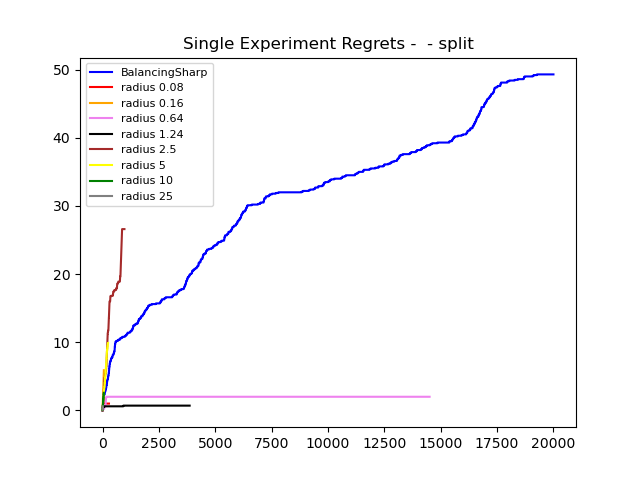 Single Experiment Regrets -  - split
BalancingSharp
radius 0.08
radius 0.16
radius 0.64
radius 1.24
radius 2.5
radius 5
radius 10
radius 25
50
40
30
20
10
0
0 2500 5000 7500 10000 12500 15000 17500 20000